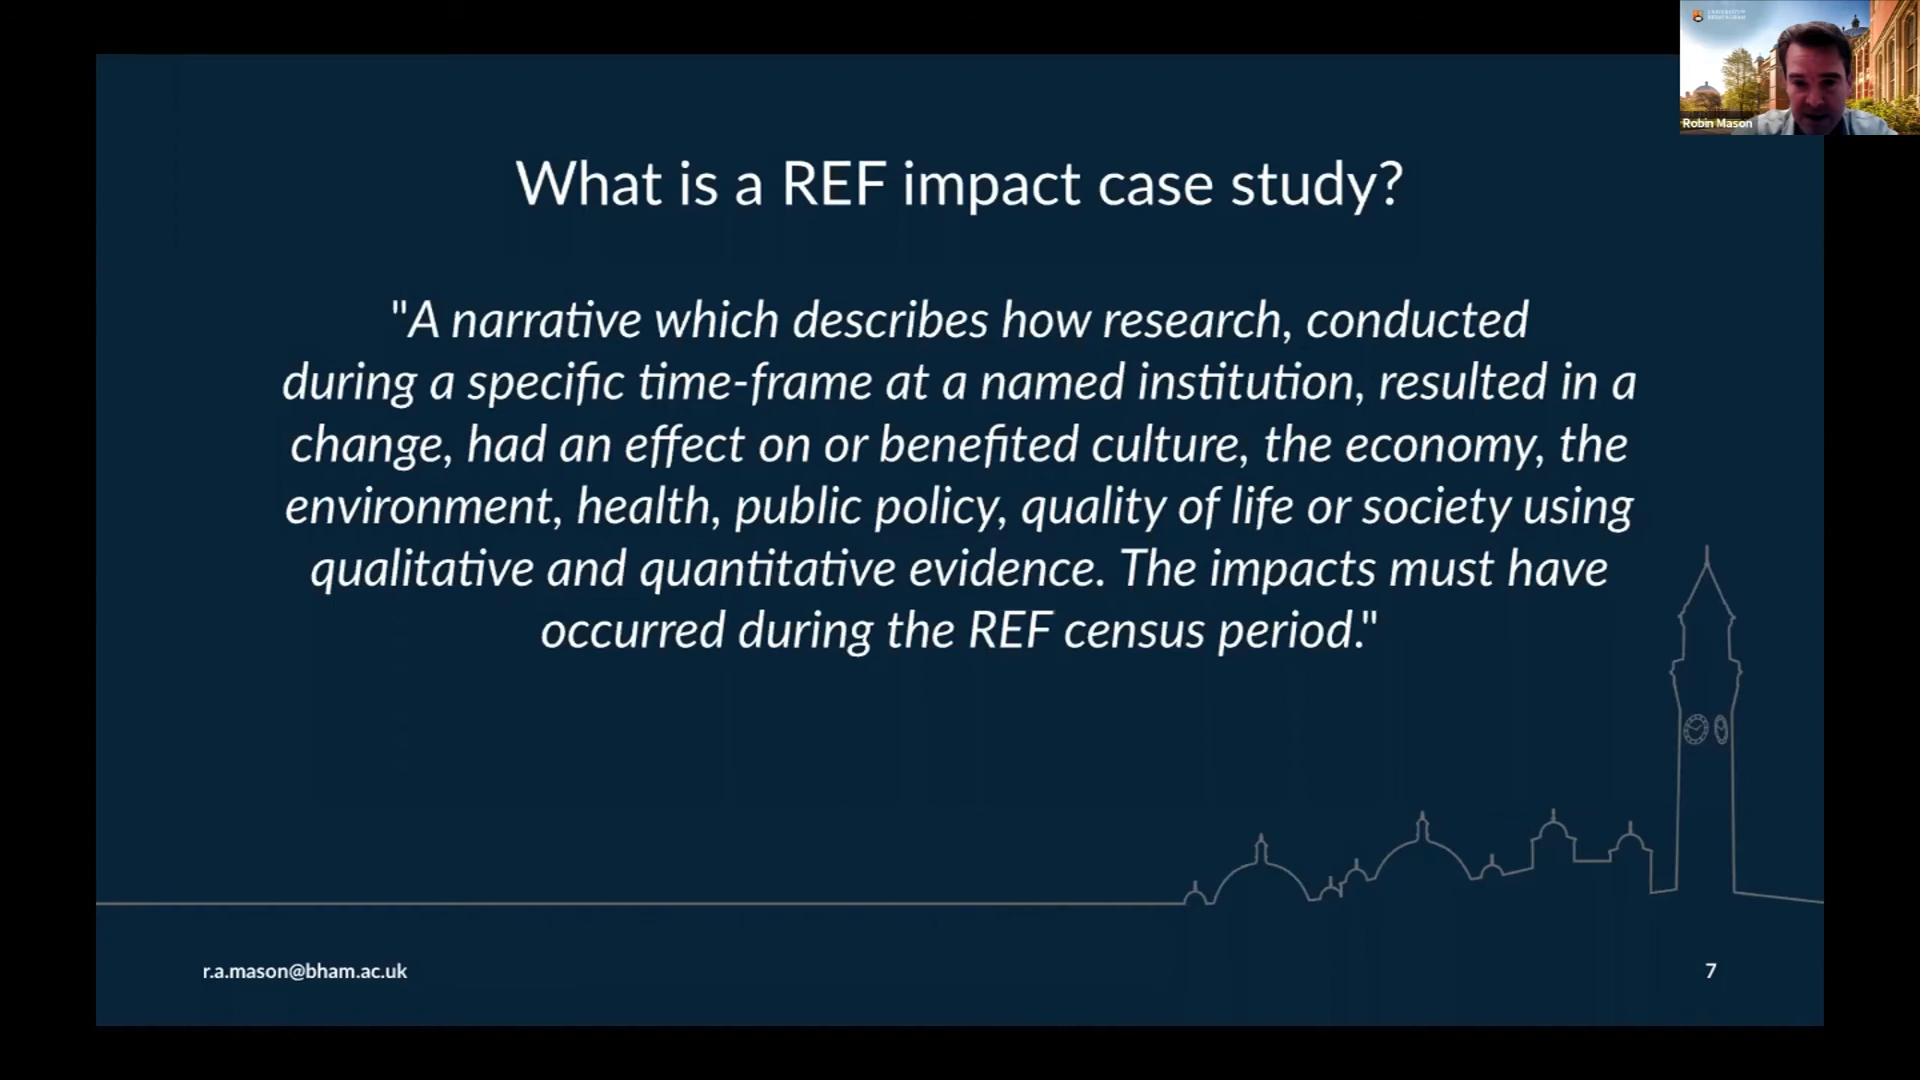 UNIVERSITY OF
BIRMINGHAM
Robin Mason
What is a REF impact case study?
"A narrative which describes how research, conducted
during a specific time-frame at a named institution, resulted in a
change, had an effect on or benefited culture, the economy, the
environment, health, public policy, quality of life or society using
qualitative and quantitative evidence. The impacts must have
occurred during the REF census period."
r.a.mason@bham.ac.uk
7